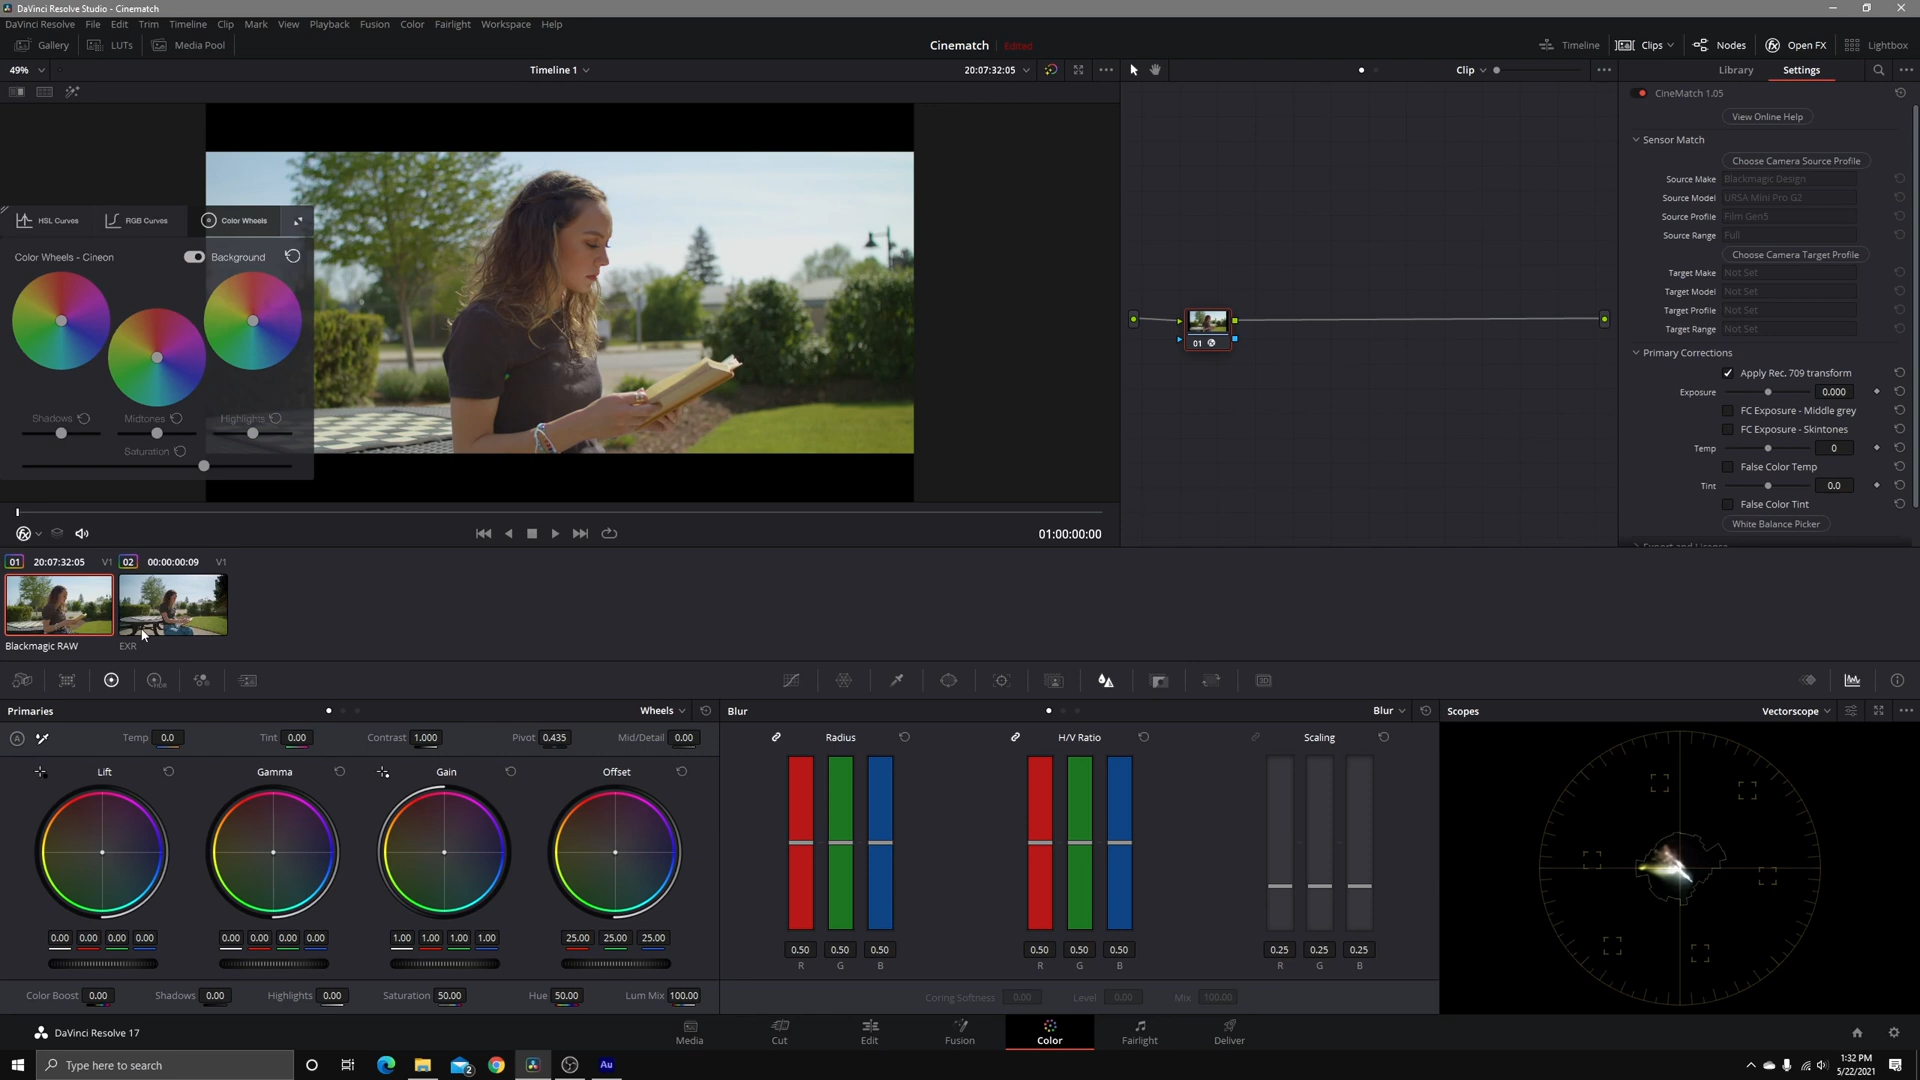 DaVinci Resolve Studio - Cinematch
DaVinci Resolve File Edit Trim Timeline Clip Mark View Playback Fusion Color Fairlight Workspace Help
Gallery LUTs Media Pool Cinematch Edited Timeline Clips Nodes Open FX Lightbox
49% Timeline 1 20:07:32:05 Clip Library Settings
CineMatch 1.05
View Online Help
Sensor Match
Choose Camera Source Profile
Source Make Blackmagic Design
Source Model URSA Mini Pro G2
Source Profile Film Gen5
Source Range Full
Choose Camera Target Profile
Target Make Not Set
Target Model Not Set
Target Profile Not Set
Target Range Not Set
Primary Corrections
Apply Rec. 709 transform
Exposure 0.000
FC Exposure - Middle grey
FC Exposure - Skintones
Temp 0
False Color Temp
Tint 0.0
False Color Tint
White Balance Picker
Export and License
HSL Curves RGB Curves Color Wheels
Color Wheels - Cineon Background
Shadows Midtones Highlights
Saturation
01
01:00:00:00
01 20:07:32:05 V1 02 00:00:00:09 V1
Blackmagic RAW EXR
HDR
3D
Primaries Wheels Blur Blur Scopes Vectorscope
A Temp 0.0 Tint 0.00 Contrast 1.000 Pivot 0.435 Mid/Detail 0.00
Radius H/V Ratio Scaling
Lift Gamma Gain Offset
0.00 0.00 0.00 0.00 0.00 0.00 0.00 0.00 1.00 1.00 1.00 1.00 25.00 25.00 25.00
0.50 0.50 0.50 0.50 0.50 0.50 0.25 0.25 0.25
R G B R G B R G B
Color Boost 0.00 Shadows 0.00 Highlights 0.00 Saturation 50.00 Hue 50.00 Lum Mix 100.00
Coring Softness 0.00 Level 0.00 Mix 100.00
DaVinci Resolve 17
Media Cut Edit Fusion Color Fairlight Deliver
Type here to search
2
Au
1:32 PM
5/22/2021